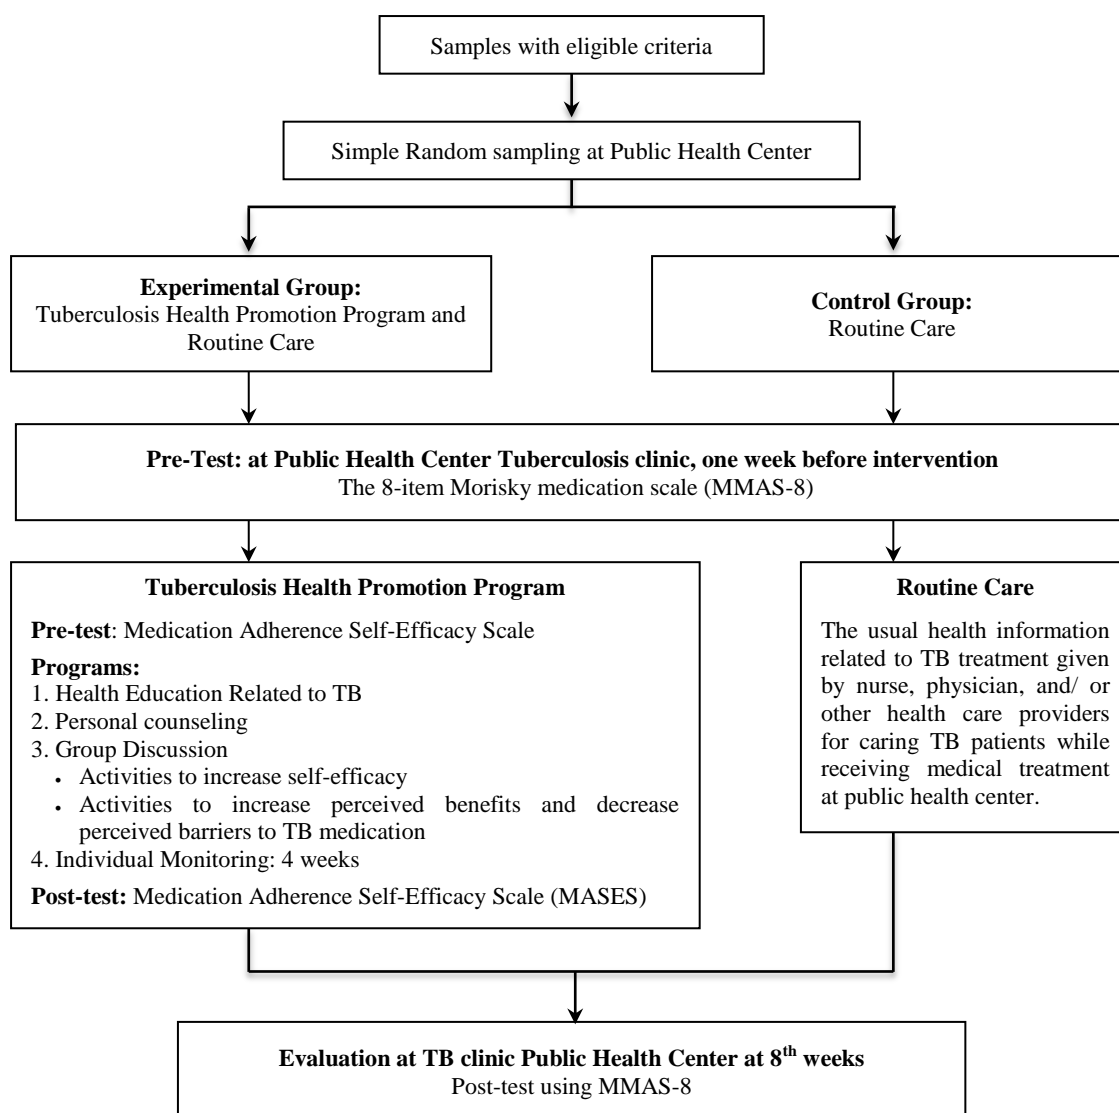 Samples with eligible criteria
Simple Random sampling at Public Health Center
Experimental Group:
Tuberculosis Health Promotion Program and
Routine Care
Control Group:
Routine Care
Pre-Test: at Public Health Center Tuberculosis clinic, one week before intervention
The 8-item Morisky medication scale (MMAS-8)
Tuberculosis Health Promotion Program
Pre-test: Medication Adherence Self-Efficacy Scale
Programs:
1. Health Education Related to TB
2. Personal counseling
3. Group Discussion
• Activities to increase self-efficacy
• Activities to increase perceived benefits and decrease
perceived barriers to TB medication
4. Individual Monitoring: 4 weeks
Post-test: Medication Adherence Self-Efficacy Scale (MASES)
Routine Care
The usual health information
related to TB treatment given
by nurse, physician, and/ or
other health care providers
for caring TB patients while
receiving medical treatment
at public health center.
Evaluation at TB clinic Public Health Center at 8th weeks
Post-test using MMAS-8